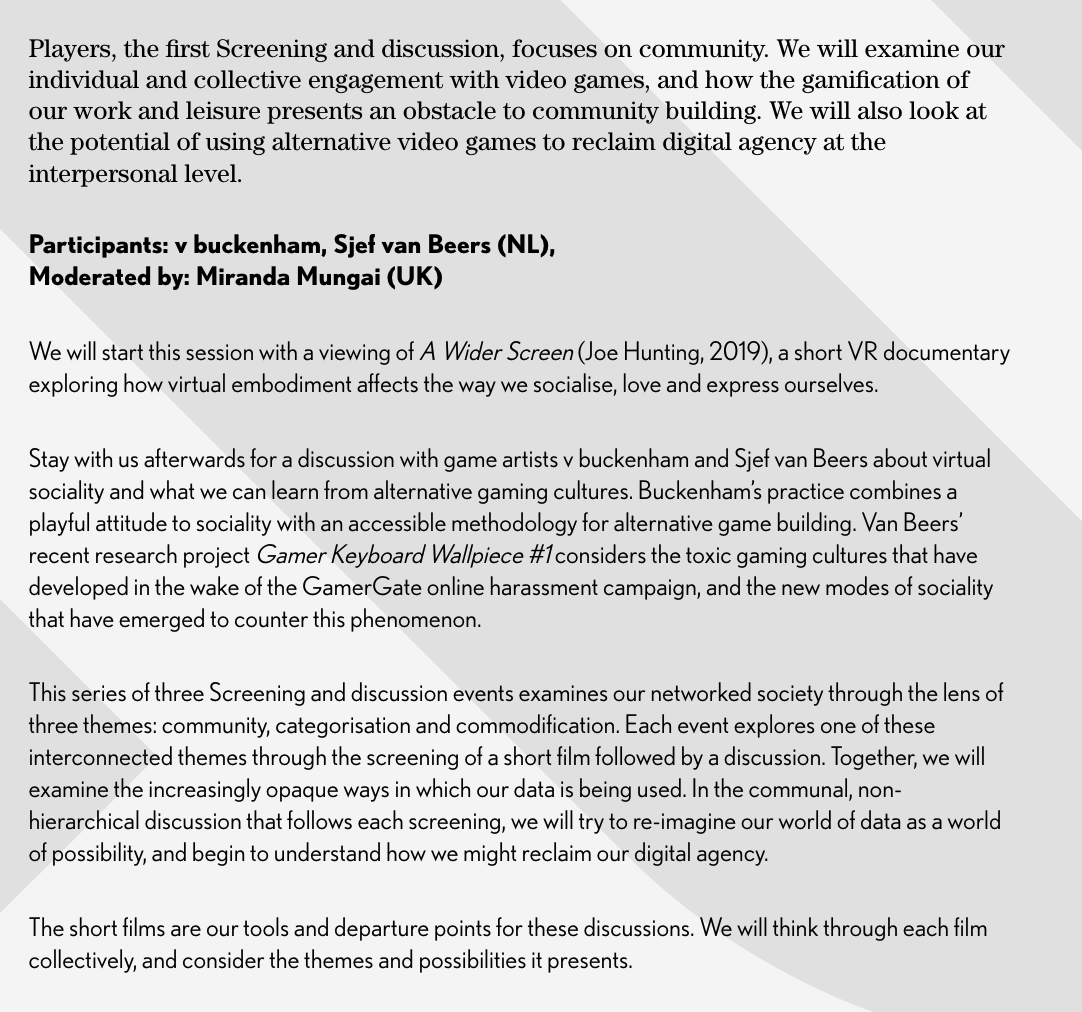 Players, the first Screening and discussion, focuses on community. We will examine our
individual and collective engagement with video games, and how the gamification of
our work and leisure presents an obstacle to community building. We will also look at
the potential of using alternative video games to reclaim digital agency at the
interpersonal level.
Participants: v buckenham, Sjef van Beers (NL),
Moderated by: Miranda Mungai (UK)
We will start this session with a viewing of A Wider Screen (Joe Hunting, 2019), a short VR documentary
exploring how virtual embodiment affects the way we socialise, love and express ourselves.
Stay with us afterwards for a discussion with game artists v buckenham and Sjef van Beers about virtual
sociality and what we can learn from alternative gaming cultures. Buckenham's practice combines a
playful attitude to sociality with an accessible methodology for alternative game building. Van Beers'
recent research project Gamer Keyboard Wallpiece #1 considers the toxic gaming cultures that have
developed in the wake of the GamerGate online harassment campaign, and the new modes of sociality
that have emerged to counter this phenomenon.
This series of three Screening and discussion events examines our networked society through the lens of
three themes: community, categorisation and commodification. Each event explores one of these
interconnected themes through the screening of a short film followed by a discussion. Together, we will
examine the increasingly opaque ways in which our data is being used. In the communal, non-
hierarchical discussion that follows each screening, we will try to re-imagine our world of data as a world
of possibility, and begin to understand how we might reclaim our digital agency.
The short films are our tools and departure points for these discussions. We will think through each film
collectively, and consider the themes and possibilities it presents.